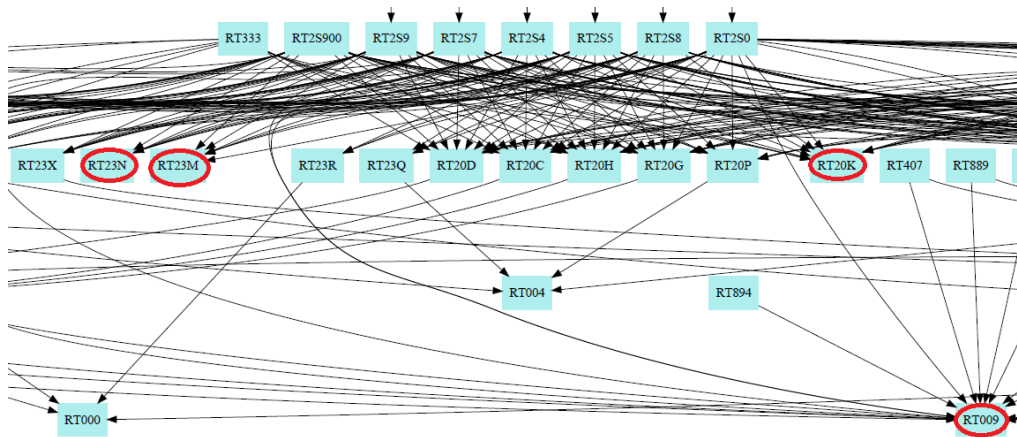 RT333 RT2S900 RT2S9 RT2S7 RT2S4 RT2S5 RT2S8 RT2S0
RT23X RT23N RT23M RT23R RT23Q RT20D RT20C RT20H RT20G RT20P RT20K RT407 RT889
RT004 RT894
RT000 RT009